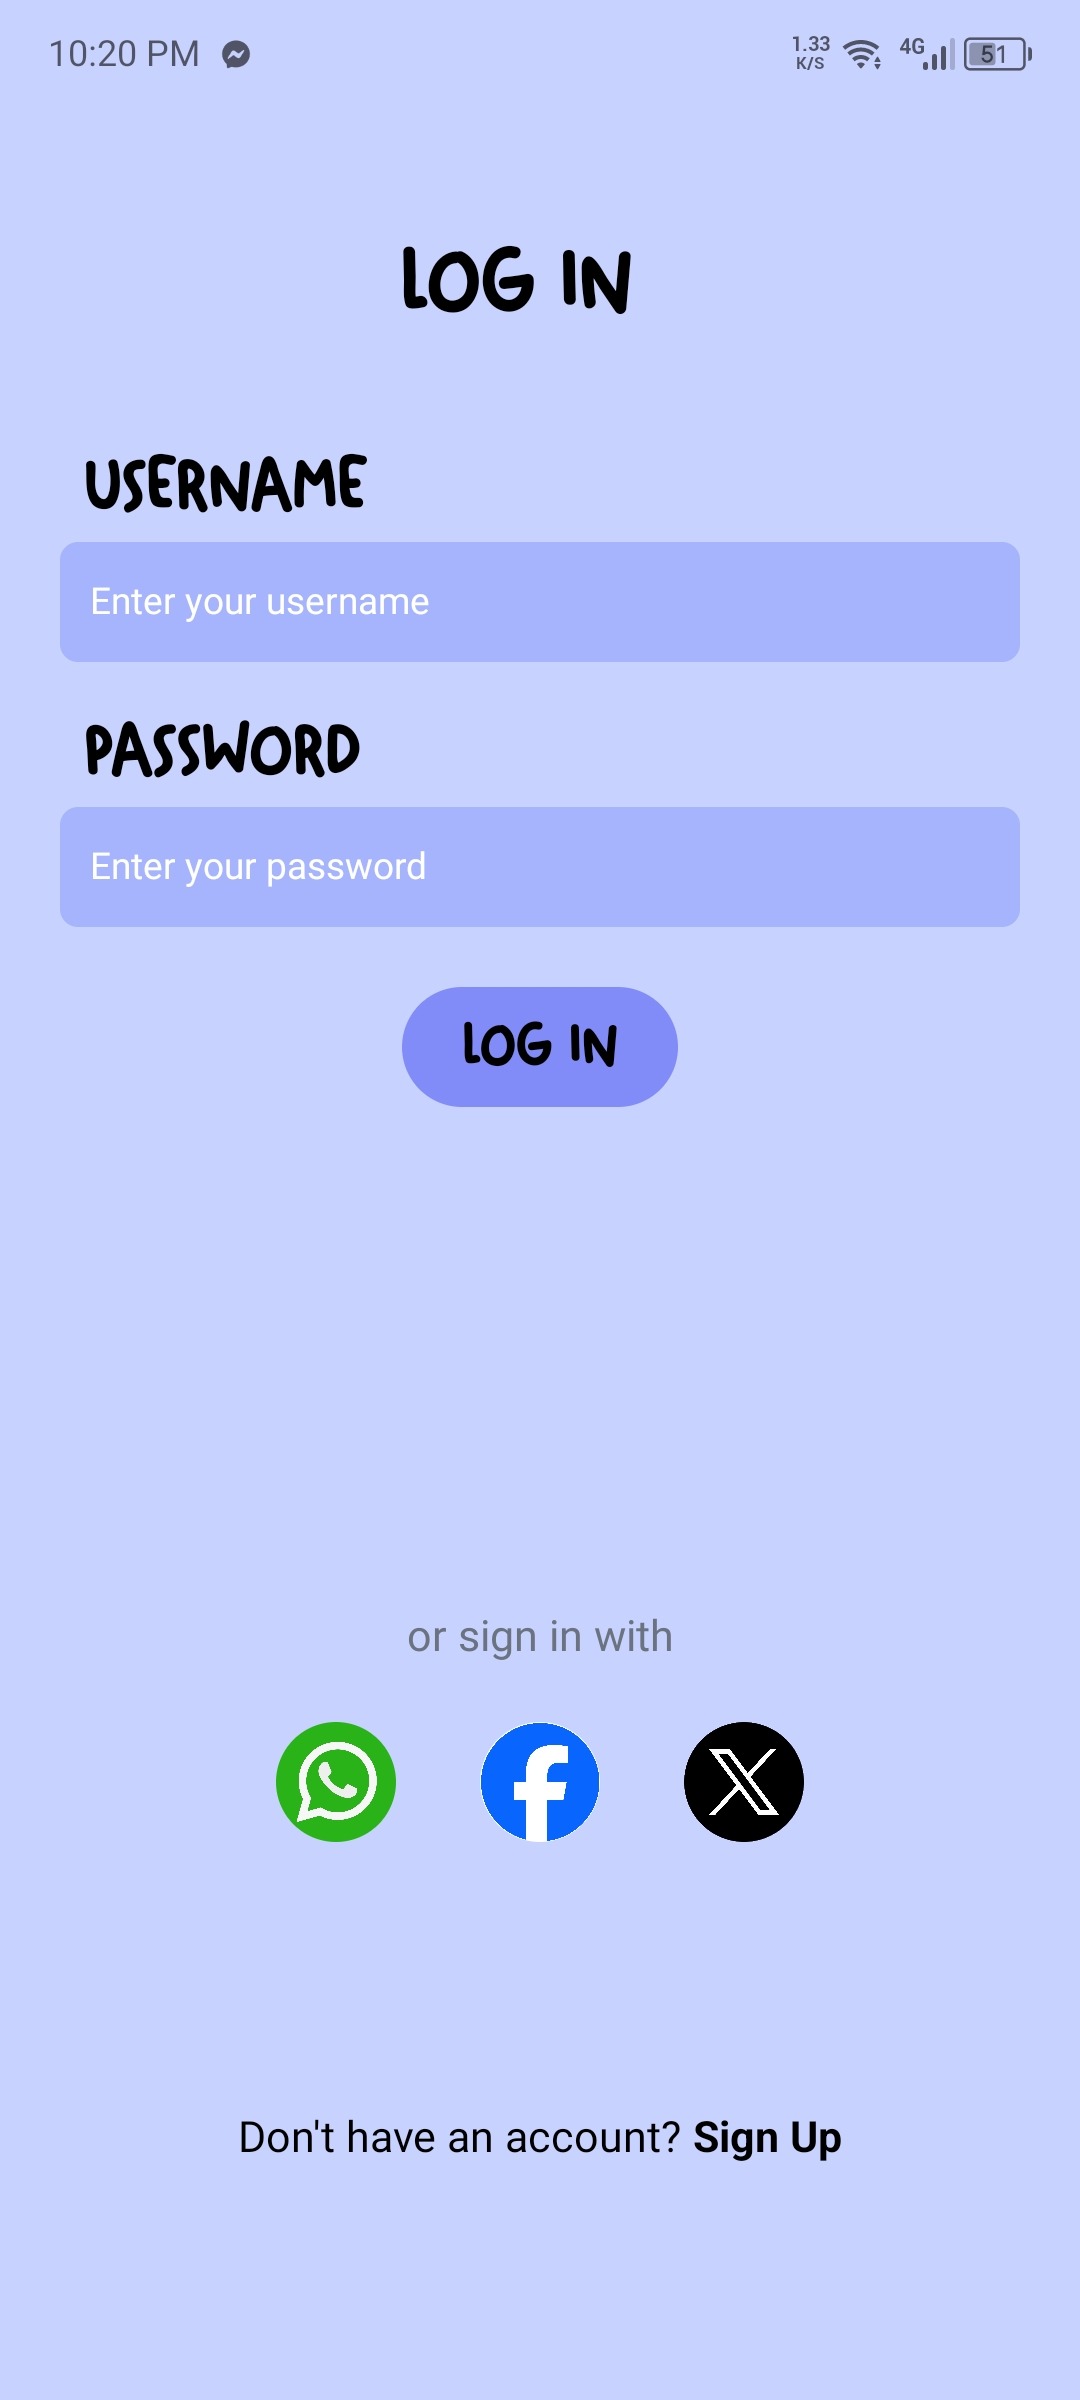 10:20 PM 1.33 K/S 4G 51
LOG IN
USERNAME
Enter your username
PASSWORD
Enter your password
LOG IN
or sign in with
Don't have an account? Sign Up